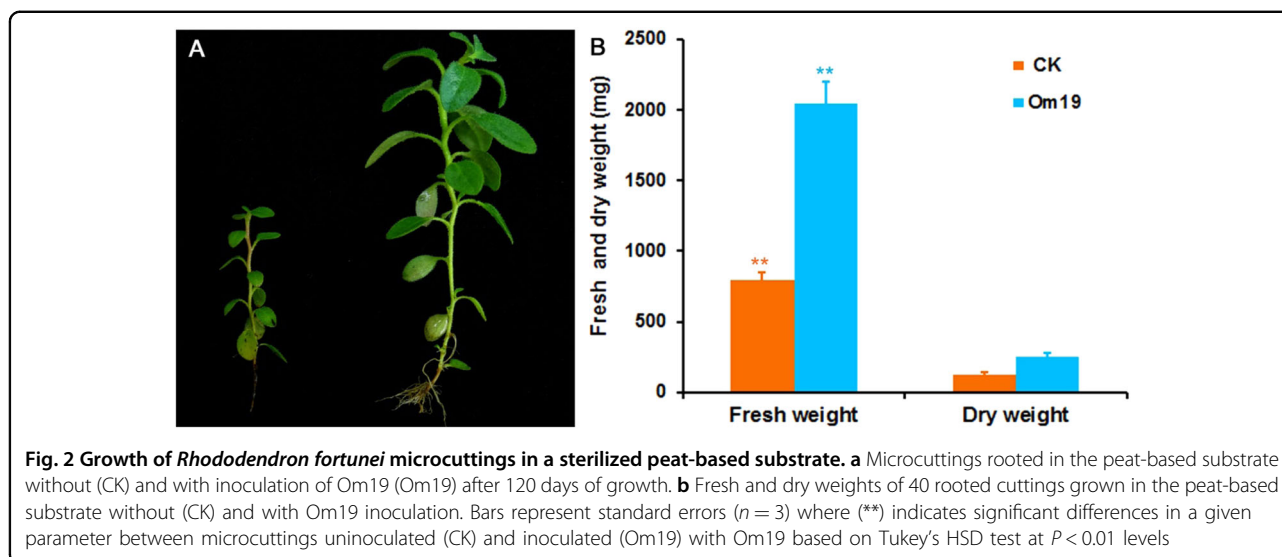 A
B
2500
2000
1500
1000
500
0
Fresh and dry weight (mg)
**
**
CK
Om19
Fresh weight
Dry weight
Fig. 2 Growth of Rhododendron fortunei microcuttings in a sterilized peat-based substrate. a Microcuttings rooted in the peat-based substrate
without (CK) and with inoculation of Om19 (Om19) after 120 days of growth. b Fresh and dry weights of 40 rooted cuttings grown in the peat-based
substrate without (CK) and with Om19 inoculation. Bars represent standard errors (n = 3) where (**) indicates significant differences in a given
parameter between microcuttings uninoculated (CK) and inoculated (Om19) with Om19 based on Tukey's HSD test at P < 0.01 levels